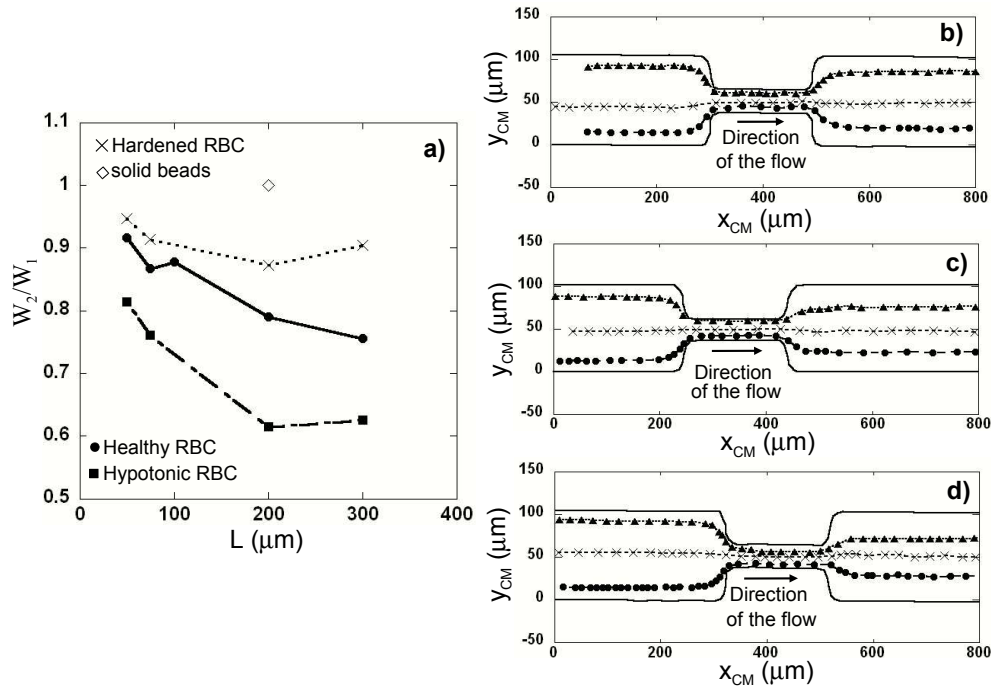 a)
× Hardened RBC
◇ solid beads
● Healthy RBC
■ Hypotonic RBC
W2/W1
1.1
1
0.9
0.8
0.7
0.6
0.5
0 100 200 300 400
L (μm)
b)
yCM (μm)
150
100
50
0
-50
Direction
of the flow
0 200 400 600 800
xCM (μm)
c)
yCM (μm)
150
100
50
0
-50
Direction
of the flow
0 200 400 600 800
xCM (μm)
d)
yCM (μm)
150
100
50
0
-50
Direction
of the flow
0 200 400 600 800
xCM (μm)